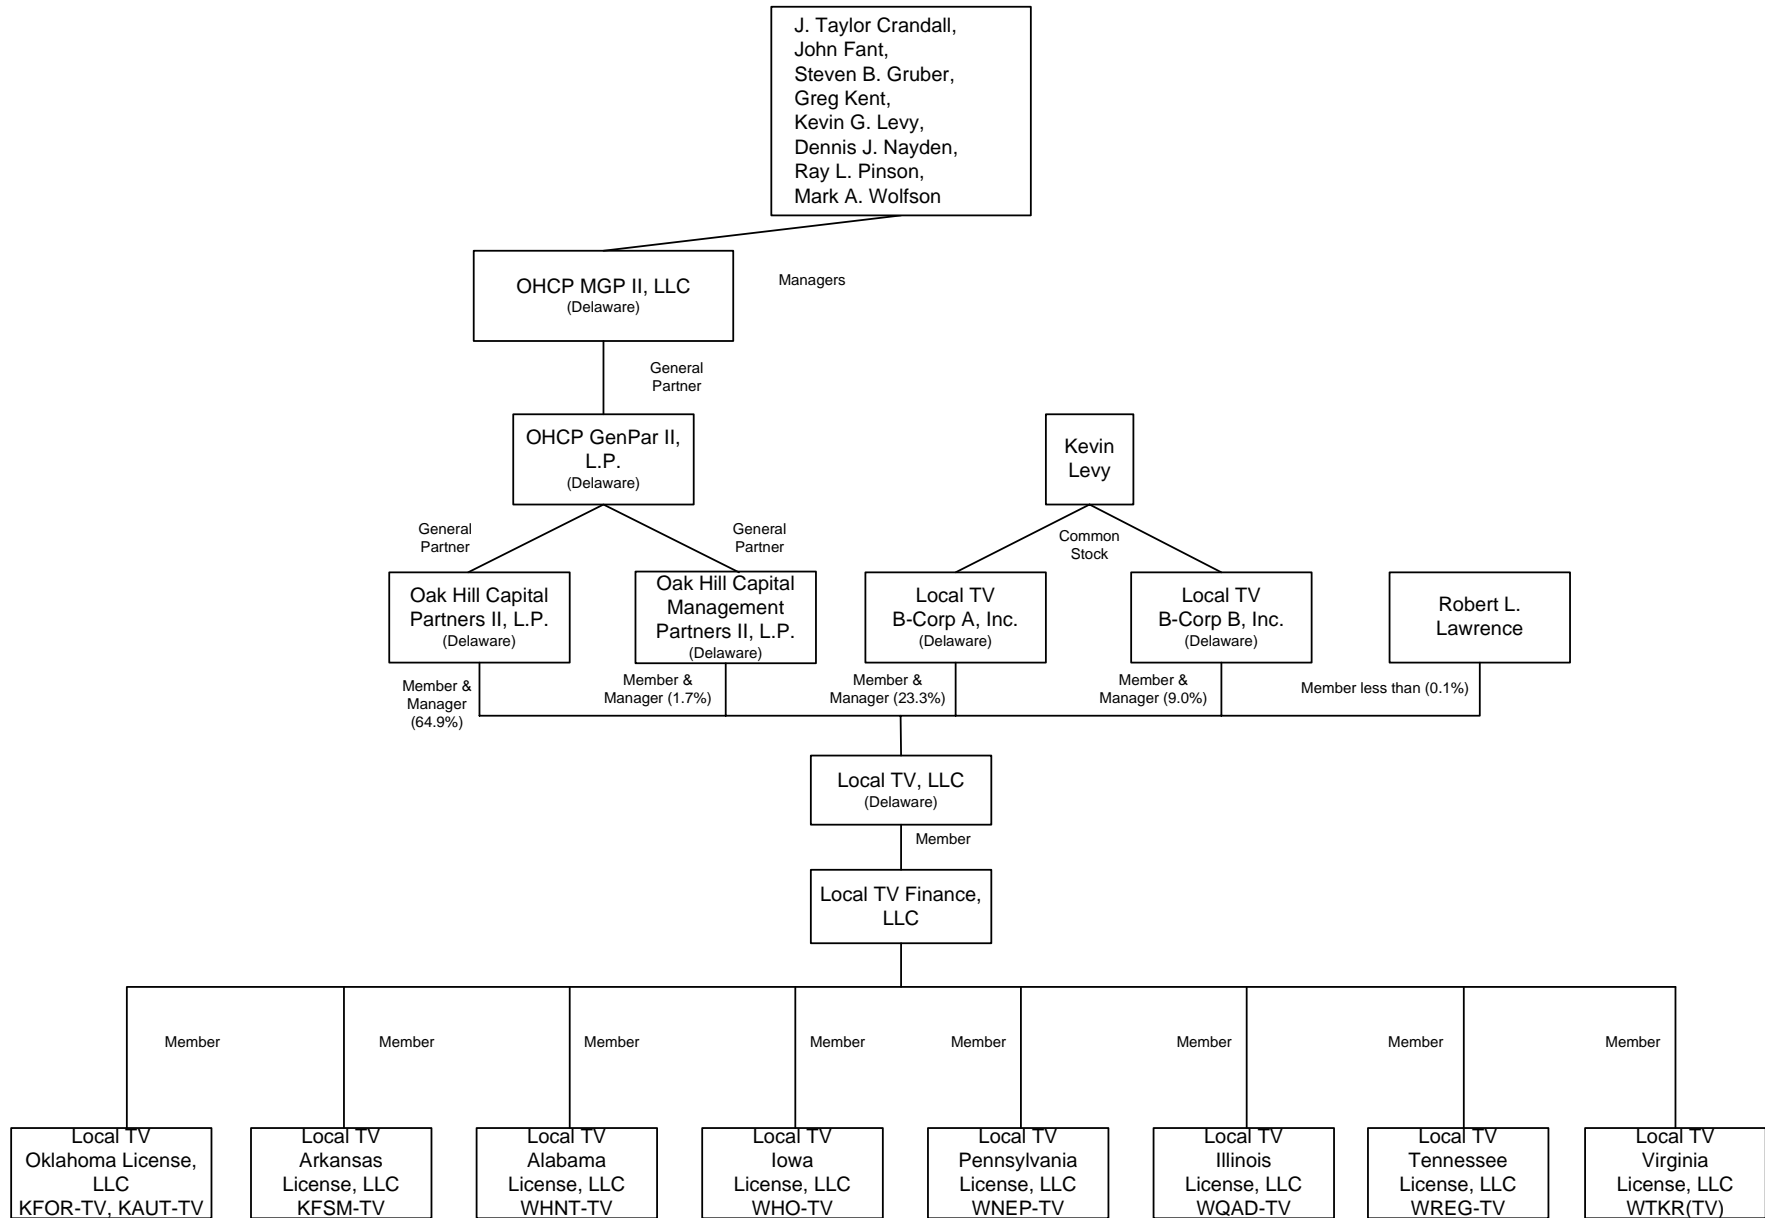 J. Taylor Crandall,
John Fant,
Steven B. Gruber,
Greg Kent,
Kevin G. Levy,
Dennis J. Nayden,
Ray L. Pinson,
Mark A. Wolfson
OHCP MGP II, LLC
(Delaware)
Managers
General
Partner
OHCP GenPar II,
L.P.
(Delaware)
Kevin
Levy
General
Partner
General
Partner
Common
Stock
Oak Hill Capital
Partners II, L.P.
(Delaware)
Oak Hill Capital
Management
Partners II, L.P.
(Delaware)
Local TV
B-Corp A, Inc.
(Delaware)
Local TV
B-Corp B, Inc.
(Delaware)
Robert L.
Lawrence
Member &
Manager
(64.9%)
Member &
Manager (1.7%)
Member &
Manager (23.3%)
Member &
Manager (9.0%)
Member less than (0.1%)
Local TV, LLC
(Delaware)
Member
Local TV Finance,
LLC
Member
Member
Member
Member
Member
Member
Member
Member
Local TV
Oklahoma License,
LLC
KFOR-TV, KAUT-TV
Local TV
Arkansas
License, LLC
KFSM-TV
Local TV
Alabama
License, LLC
WHNT-TV
Local TV
Iowa
License, LLC
WHO-TV
Local TV
Pennsylvania
License, LLC
WNEP-TV
Local TV
Illinois
License, LLC
WQAD-TV
Local TV
Tennessee
License, LLC
WREG-TV
Local TV
Virginia
License, LLC
WTKR(TV)